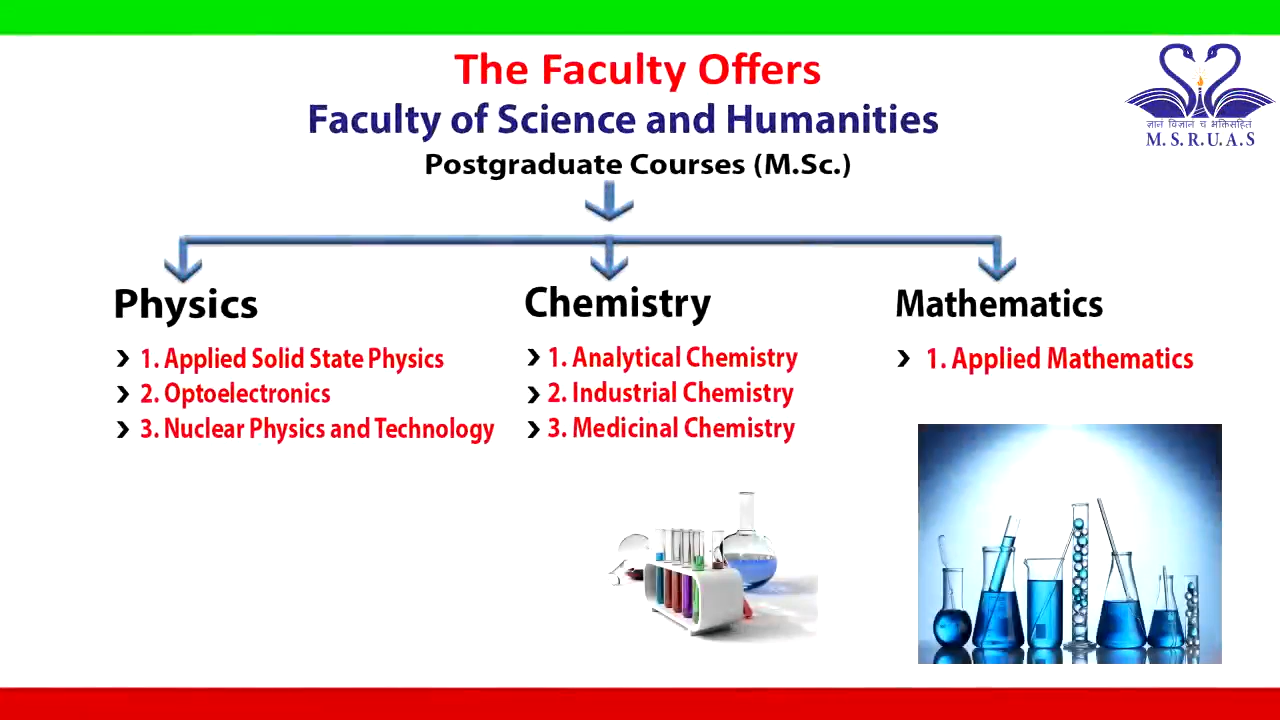 The Faculty Offers
Faculty of Science and Humanities
Postgraduate Courses (M.Sc.)
ज्ञान विज्ञान च भक्तिसहितं
M. S. R. U. A. S
Physics
1. Applied Solid State Physics
2. Optoelectronics
3. Nuclear Physics and Technology
Chemistry
1. Analytical Chemistry
2. Industrial Chemistry
3. Medicinal Chemistry
Mathematics
1. Applied Mathematics